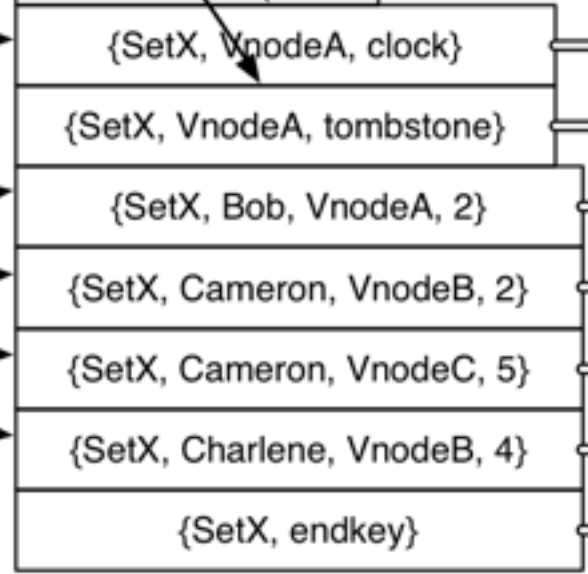 {SetX, VnodeA, clock}
{SetX, VnodeA, tombstone}
{SetX, Bob, VnodeA, 2}
{SetX, Cameron, VnodeB, 2}
{SetX, Cameron, VnodeC, 5}
{SetX, Charlene, VnodeB, 4}
{SetX, endkey}